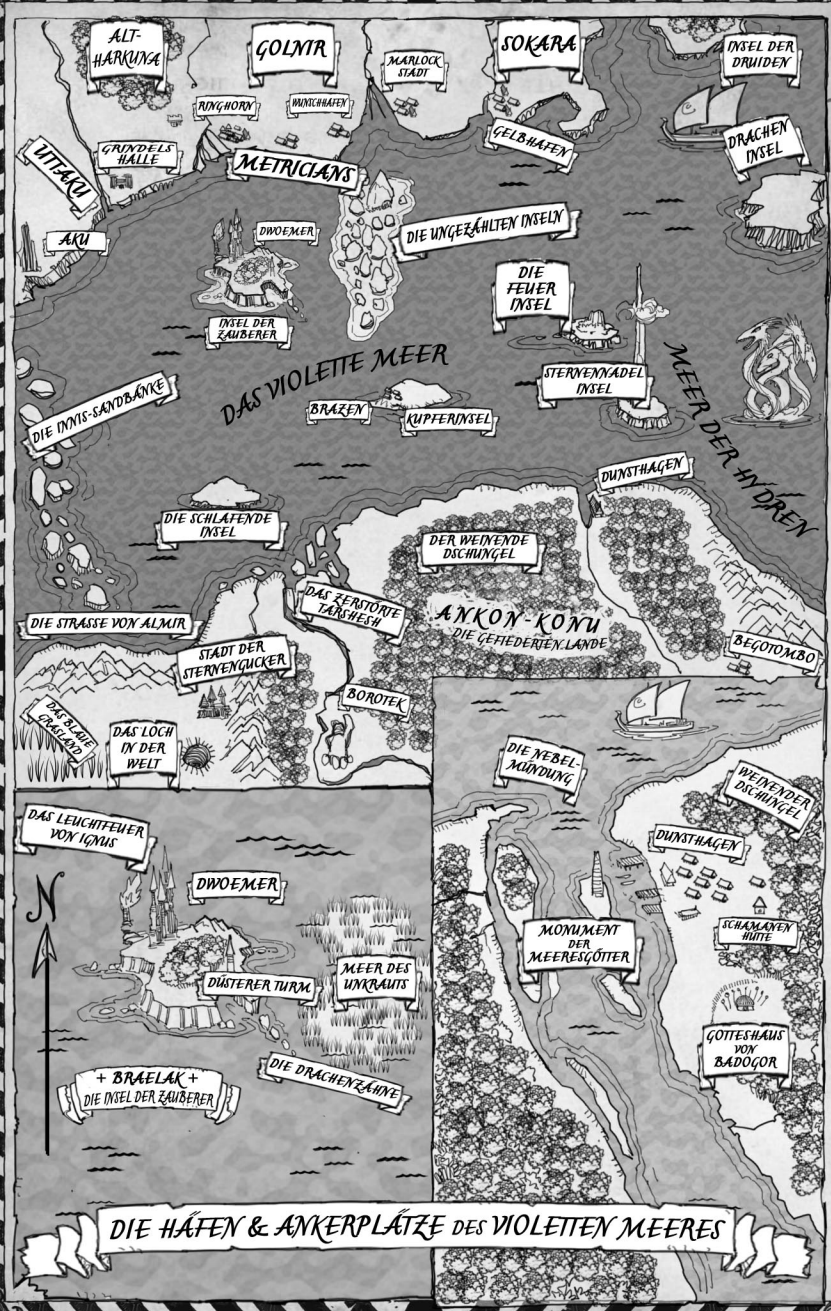 ALT-
HARKUNA
GOLNIR
MARLOCK
STADT
SOKARA
INSEL DER
DRUIDEN
RINGHORN
WUNSCHHAFEN
GELBHAFEN
DRACHEN
INSEL
UTTAKU
GRINDELS
HALLE
METRICIANS
AKU
DWOEMER
DIE UNGEZÄHLTEN INSELN
INSEL DER
ZAUBERER
DIE
FEUER
INSEL
DAS VIOLETTE MEER
STERNENNADEL
INSEL
MEER DER HYDREN
DIE INNIS-SANDBÄNKE
BRAZEN
KUPFERINSEL
DUNSTHAGEN
DIE SCHLAFENDE
INSEL
DER WEINENDE
DSCHUNGEL
DAS ZERSTÖRTE
TARSHESH
ANKON-KONU
DIE GEFIEDERTEN LANDE
DIE STRASSE VON ALMIR
STADT DER
STERNENGUCKER
BEGOTOMBO
BOROTEK
DAS BLAUE
GRASLAND
DAS LOCH
IN DER
WELT
DIE NEBEL-
MÜNDUNG
WEINENDER
DSCHUNGEL
DAS LEUCHTFEUER
VON IGNUS
DUNSTHAGEN
N
DWOEMER
SCHAMANEN
HÜTTE
MONUMENT
DER
MEERESGÖTTER
DÜSTERER TURM
MEER DES
UNKRAUTS
GOTTESHAUS
VON
BADOGOR
+ BRAELAK +
DIE INSEL DER ZAUBERER
DIE DRACHENZÄHNE
DIE HÄFEN & ANKERPLÄTZE DES VIOLETTEN MEERES